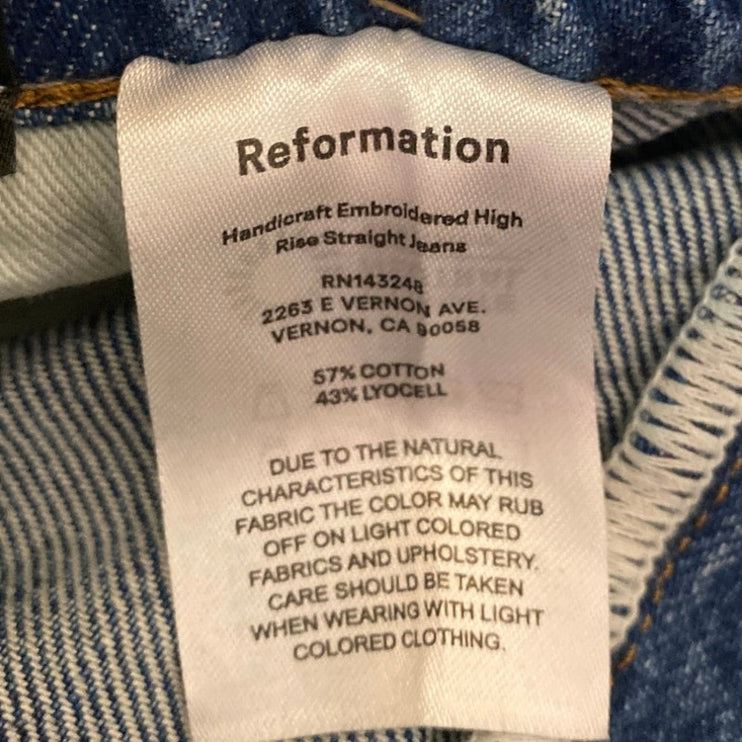 Reformation
Handicraft Embroidered High
Rise Straight Jeans
RN143248
2263 E VERNON AVE.
VERNON, CA 90058
57% COTTON
43% LYOCELL
DUE TO THE NATURAL
CHARACTERISTICS OF THIS
FABRIC THE COLOR MAY RUB
OFF ON LIGHT COLORED
FABRICS AND UPHOLSTERY.
CARE SHOULD BE TAKEN
WHEN WEARING WITH LIGHT
COLORED CLOTHING.